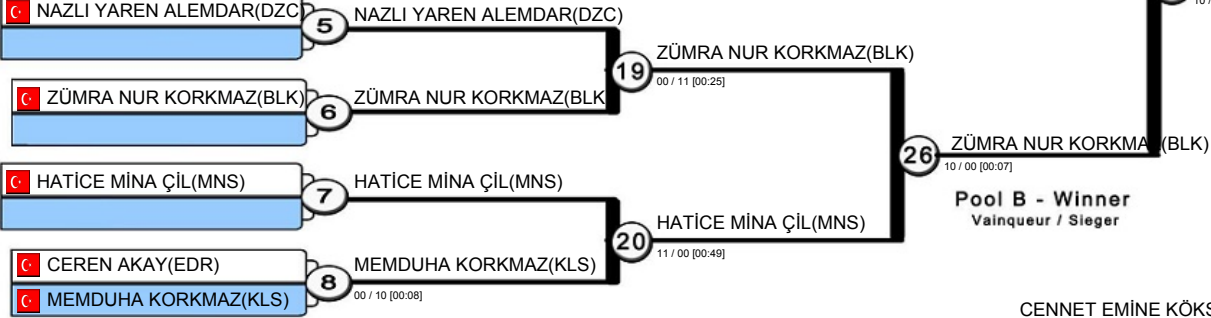 NAZLI YAREN ALEMDAR(DZC)
5
NAZLI YAREN ALEMDAR(DZC)
10 /
ZÜMRA NUR KORKMAZ(BLK)
19
00 / 11 [00:25]
ZÜMRA NUR KORKMAZ(BLK)
6
ZÜMRA NUR KORKMAZ(BLK
26
ZÜMRA NUR KORKMA (BLK)
10 / 00 [00:07]
HATİCE MİNA ÇİL(MNS)
7
HATİCE MİNA ÇİL(MNS)
Pool B - Winner
Vainqueur / Sieger
HATİCE MİNA ÇİL(MNS)
20
11 / 00 [00:49]
CEREN AKAY(EDR)
8
MEMDUHA KORKMAZ(KLS)
00 / 10 [00:08]
MEMDUHA KORKMAZ(KLS)
CENNET EMİNE KÖKS